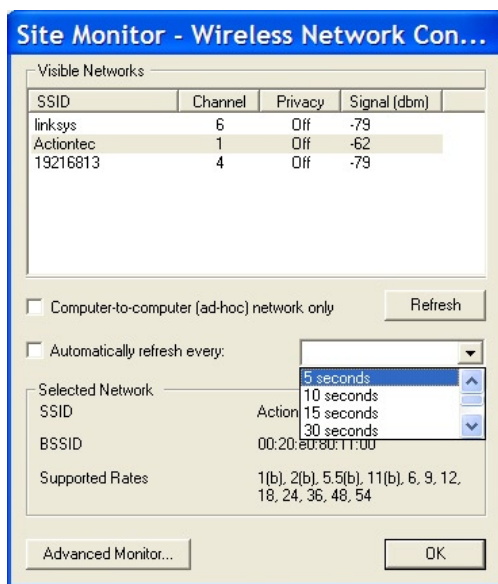 Site Monitor - Wireless Network Con...
Visible Networks
SSID Channel Privacy Signal (dbm)
linksys 6 Off -79
Actiontec 1 Off -62
19216813 4 Off -79
Computer-to-computer (ad-hoc) network only Refresh
Automatically refresh every:
5 seconds
10 seconds
15 seconds
30 seconds
Selected Network
SSID Action
BSSID 00:20:e0:80:11:00
Supported Rates 1(b), 2(b), 5.5(b), 11(b), 6, 9, 12,
18, 24, 36, 48, 54
Advanced Monitor... OK